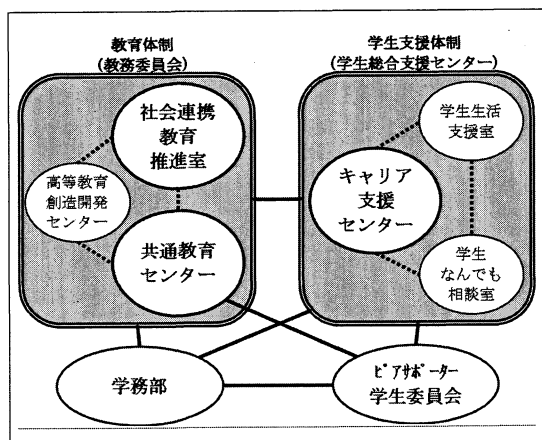 教育体制
(教務委員会)
社会連携
教育
推進室
高等教育
創造開発
センター
共通教育
センター
学生支援体制
(学生総合支援センター)
学生生活
支援室
キャリア
支援
センター
学生
なんでも
相談室
学務部
ﾋﾟｱｻﾎﾟｰﾀｰ
学生委員会